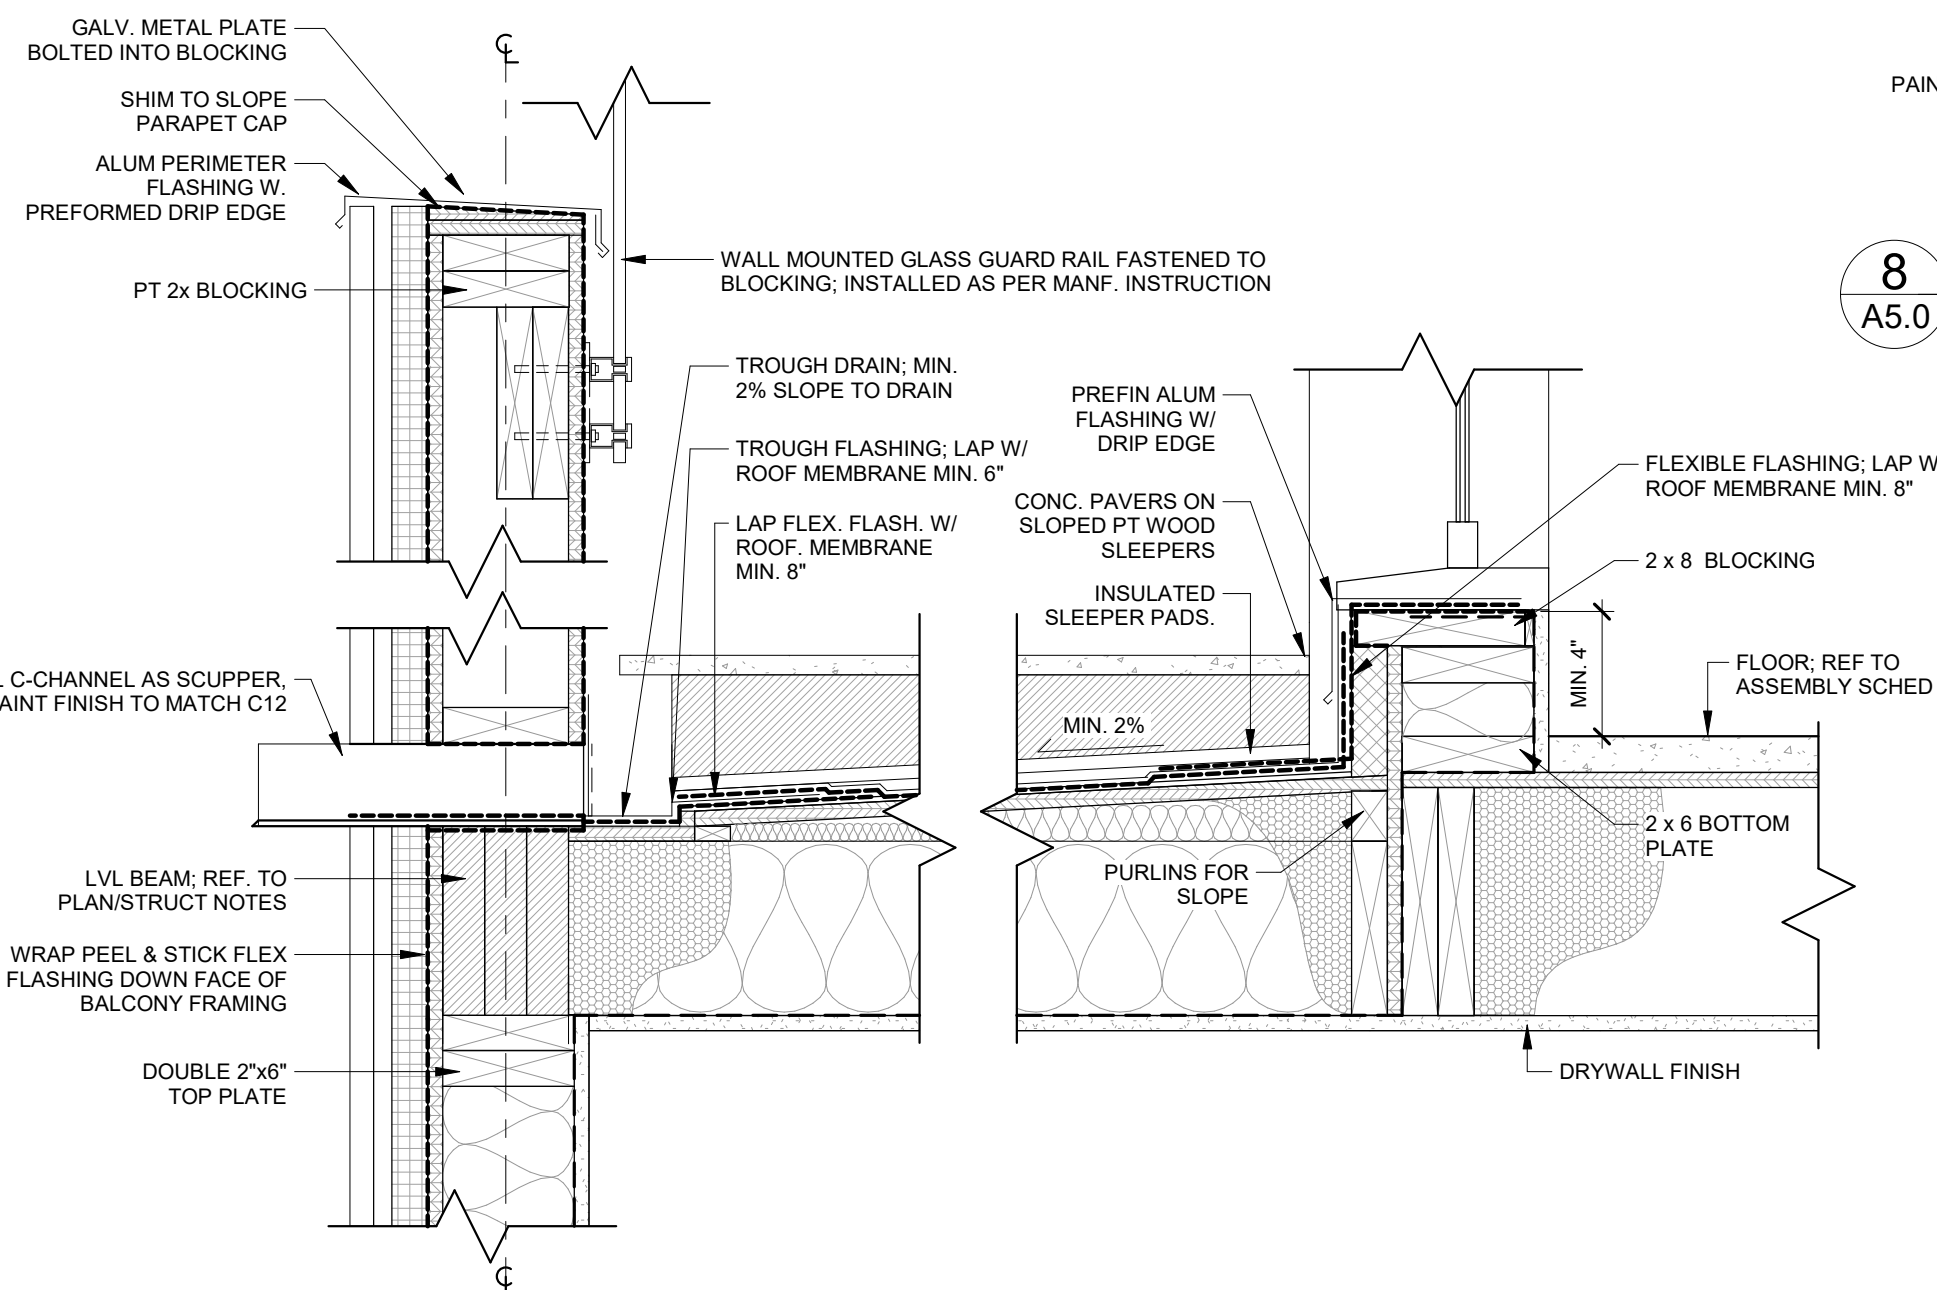 GALV. METAL PLATE
BOLTED INTO BLOCKING
SHIM TO SLOPE
PARAPET CAP
ALUM PERIMETER
FLASHING W.
PREFORMED DRIP EDGE
PT 2x BLOCKING
L C-CHANNEL AS SCUPPER,
AINT FINISH TO MATCH C12
LVL BEAM; REF. TO
PLAN/STRUCT NOTES
WRAP PEEL & STICK FLEX
FLASHING DOWN FACE OF
BALCONY FRAMING
DOUBLE 2"x6"
TOP PLATE
WALL MOUNTED GLASS GUARD RAIL FASTENED TO
BLOCKING; INSTALLED AS PER MANF. INSTRUCTION
TROUGH DRAIN; MIN.
2% SLOPE TO DRAIN
TROUGH FLASHING; LAP W/
ROOF MEMBRANE MIN. 6"
LAP FLEX. FLASH. W/
ROOF. MEMBRANE
MIN. 8"
PREFIN ALUM
FLASHING W/
DRIP EDGE
CONC. PAVERS ON
SLOPED PT WOOD
SLEEPERS
INSULATED
SLEEPER PADS.
MIN. 2%
PURLINS FOR
SLOPE
PAIN
8
A5.0
FLEXIBLE FLASHING; LAP W
ROOF MEMBRANE MIN. 8"
2 x 8 BLOCKING
MIN. 4"
FLOOR; REF TO
ASSEMBLY SCHED
2 x 6 BOTTOM
PLATE
DRYWALL FINISH